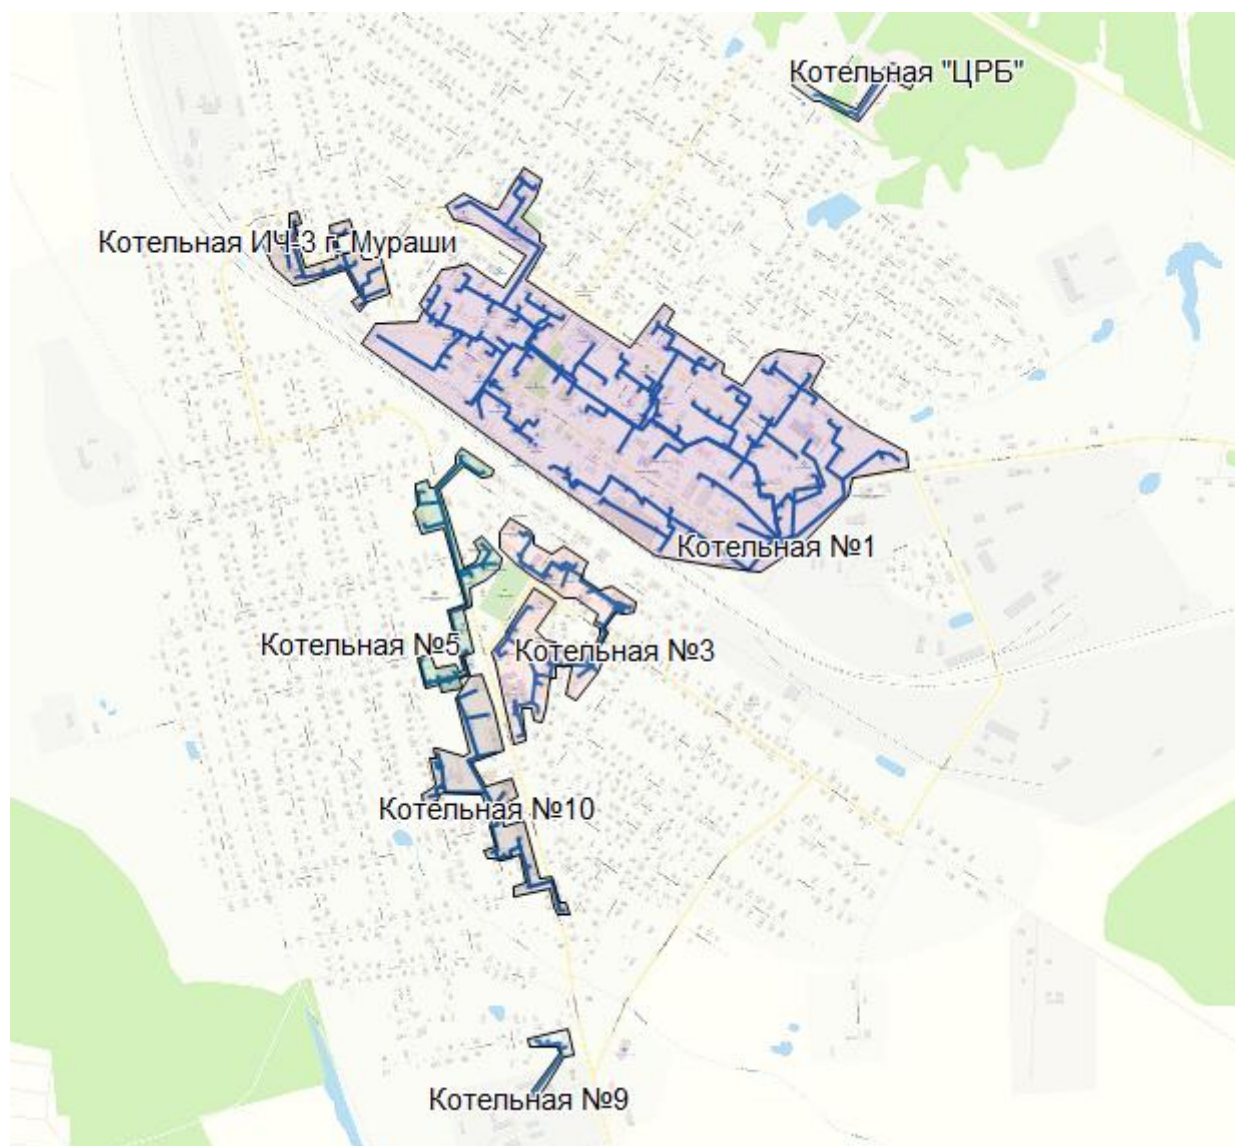 Котельная "ЦРБ"
Котельная ИЧ-3 г. Мураши
Котельная №1
Котельная №5
Котельная №3
Котельная №10
Котельная №9